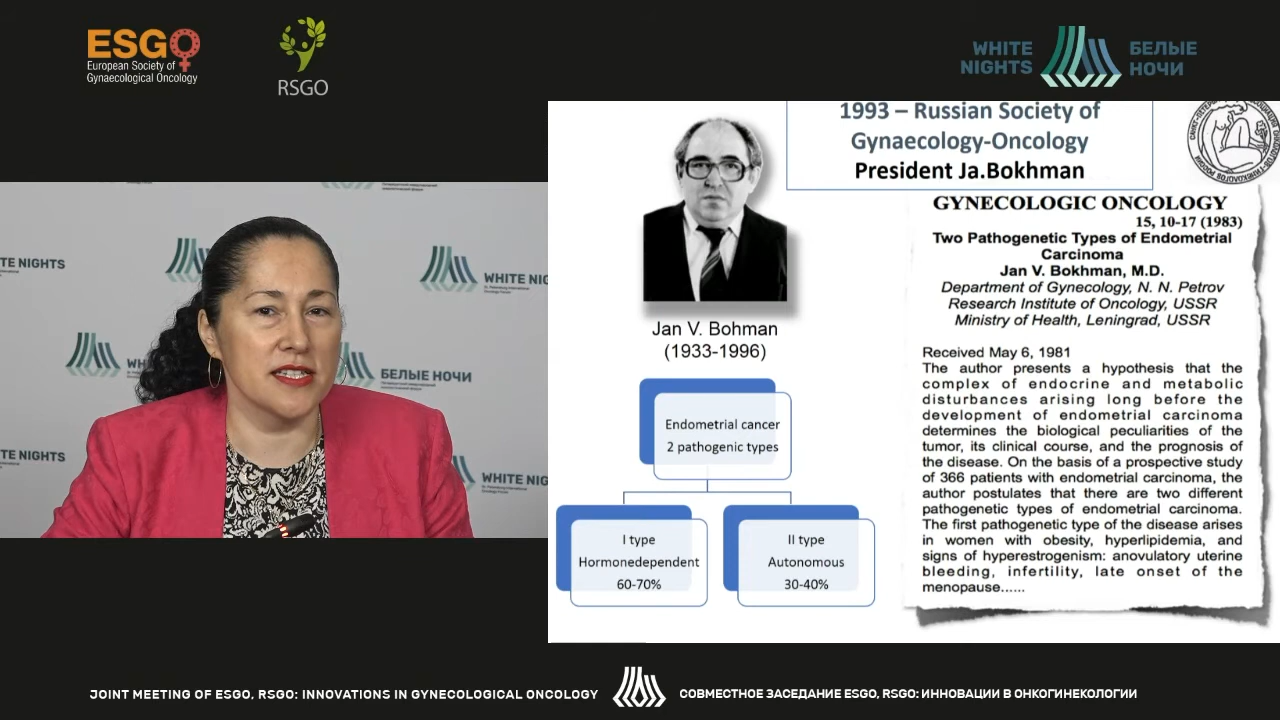 ESGO
European Society of
Gynaecological Oncology
RSGO
WHITE
NIGHTS
БЕЛЫЕ
НОЧИ
1993 – Russian Society of
Gynaecology-Oncology
President Ja.Bokhman
Jan V. Bohman
(1933-1996)
Endometrial cancer
2 pathogenic types
I type
Hormonedependent
60-70%
II type
Autonomous
30-40%
GYNECOLOGIC ONCOLOGY
15, 10-17 (1983)
Two Pathogenetic Types of Endometrial
Carcinoma
Jan V. Bokhman, M.D.
Department of Gynecology, N. N. Petrov
Research Institute of Oncology, USSR
Ministry of Health, Leningrad, USSR
Received May 6, 1981
The author presents a hypothesis that the
complex of endocrine and metabolic
disturbances arising long before the
development of endometrial carcinoma
determines the biological peculiarities of the
tumor, its clinical course, and the prognosis of
the disease. On the basis of a prospective study
of 366 patients with endometrial carcinoma, the
author postulates that there are two different
pathogenetic types of endometrial carcinoma.
The first pathogenetic type of the disease arises
in women with obesity, hyperlipidemia, and
signs of hyperestrogenism: anovulatory uterine
bleeding, infertility, late onset of the
menopause......
TE NIGHTS
WHITE NIG
БЕЛЫЕ НОЧИ
TE NIGHTS
WHITE NIG
JOINT MEETING OF ESGO, RSGO: INNOVATIONS IN GYNECOLOGICAL ONCOLOGY
СОВМЕСТНОЕ ЗАСЕДАНИЕ ESGO, RSGO: ИННОВАЦИИ В ОНКОГИНЕКОЛОГИИ